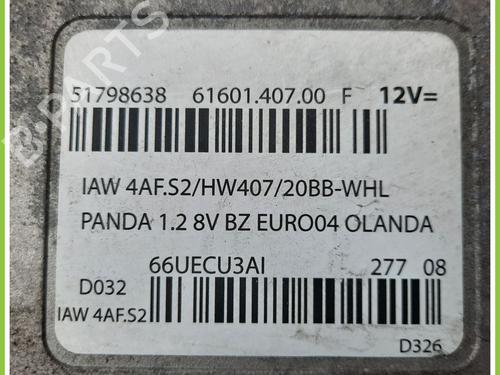 51798638 61601.407.00 F 12V=
IAW 4AF.S2/HW407/20BB-WHL
PANDA 1.2 8V BZ EURO04 OLANDA
66UECU3AI 277 08
D032
IAW 4AF.S2
D326
B-PARTS